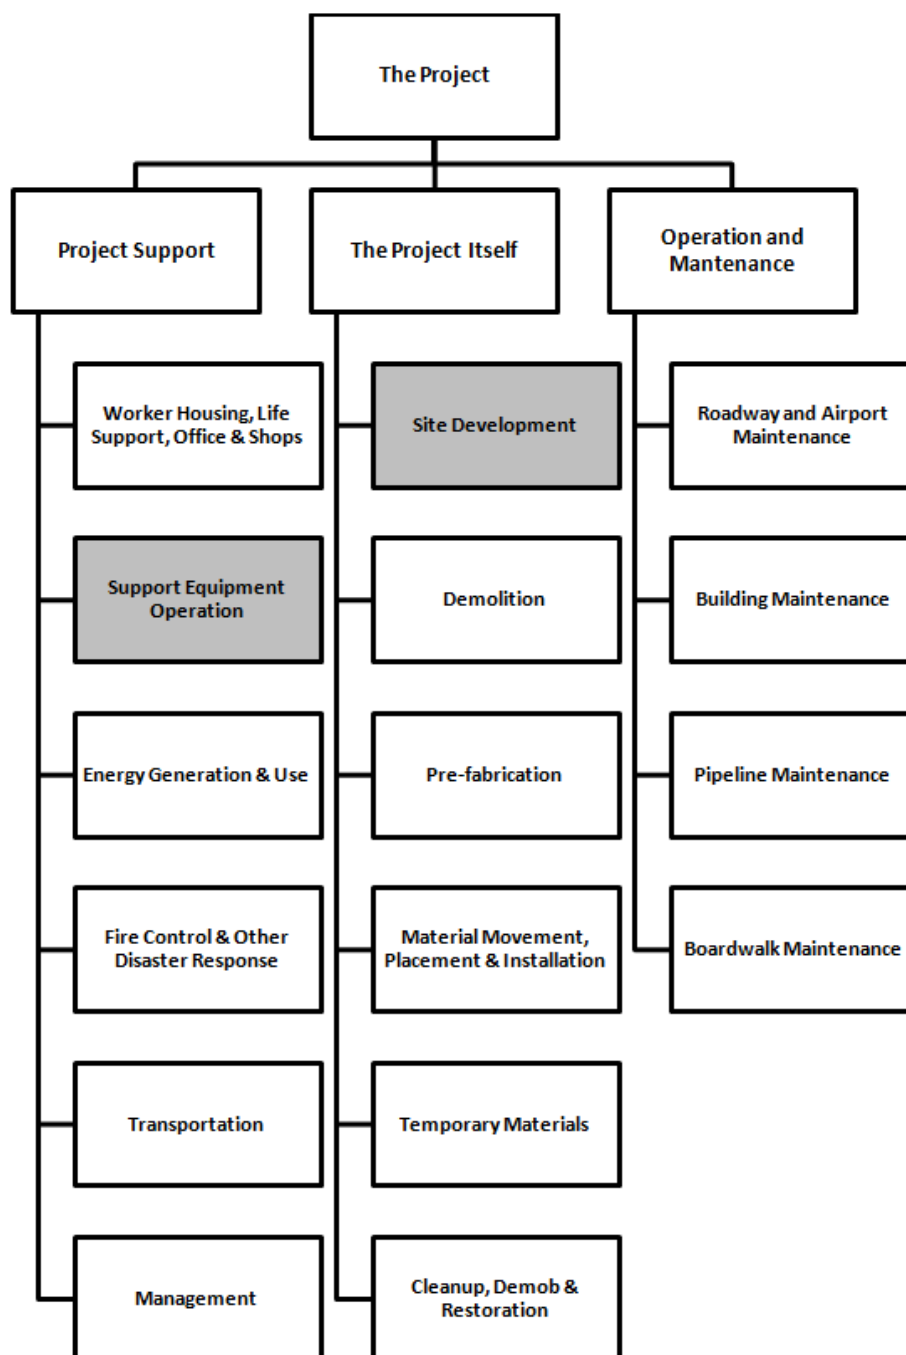 The Project
Project Support
The Project Itself
Operation and
Mantenance
Worker Housing, Life
Support, Office & Shops
Site Development
Roadway and Airport
Maintenance
Support Equipment
Operation
Demolition
Building Maintenance
Energy Generation & Use
Pre-fabrication
Pipeline Maintenance
Fire Control & Other
Disaster Response
Material Movement,
Placement & Installation
Boardwalk Maintenance
Transportation
Temporary Materials
Management
Cleanup, Demob &
Restoration